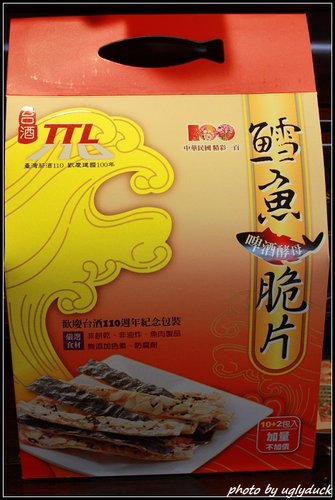 台酒
TTL
臺灣菸酒110 歡慶建國100年
100
中華民國 精彩一百
鱈魚
啤酒酵母
脆片
歡慶台酒110週年紀念包裝
嚴選
食材
非餅乾、非油炸、魚肉製品
無添加色素、防腐劑
10+2包入
加量
不加價
photo by uglyduck